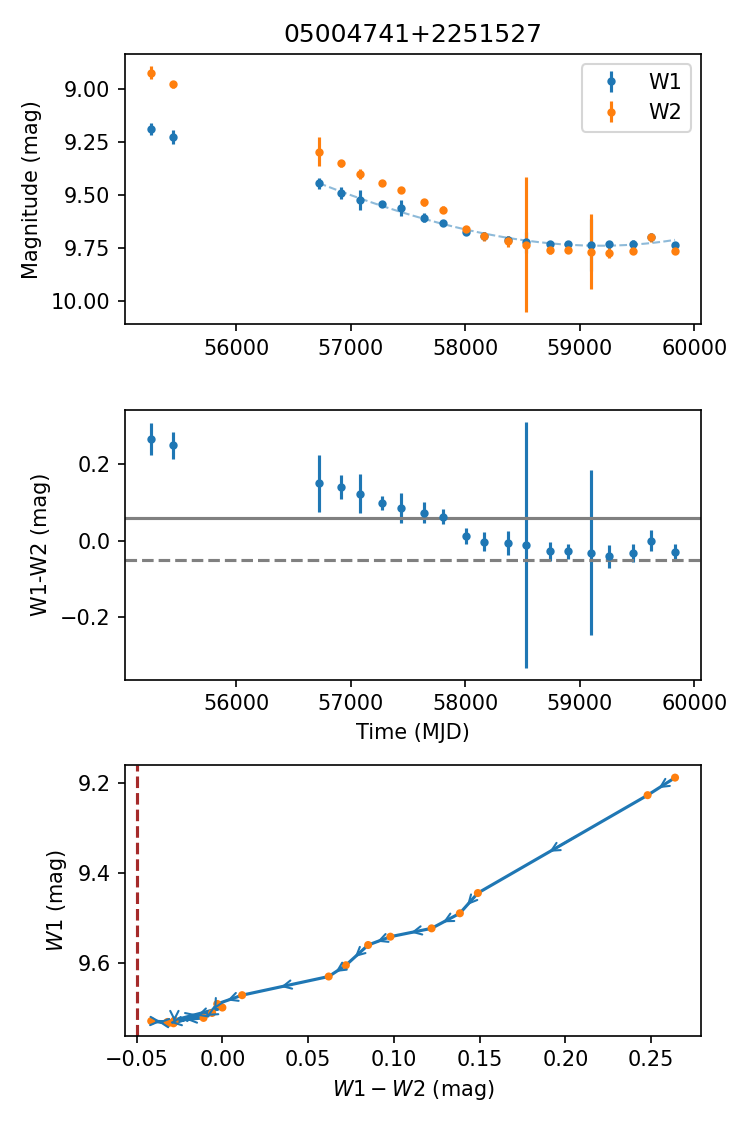 05004741+2251527
W1
W2
9.00
9.25
9.50
9.75
10.00
Magnitude (mag)
56000 57000 58000 59000 60000
0.2
0.0
−0.2
W1-W2 (mag)
56000 57000 58000 59000 60000
Time (MJD)
9.2
9.4
9.6
W1 (mag)
−0.05 0.00 0.05 0.10 0.15 0.20 0.25
W1 − W2 (mag)